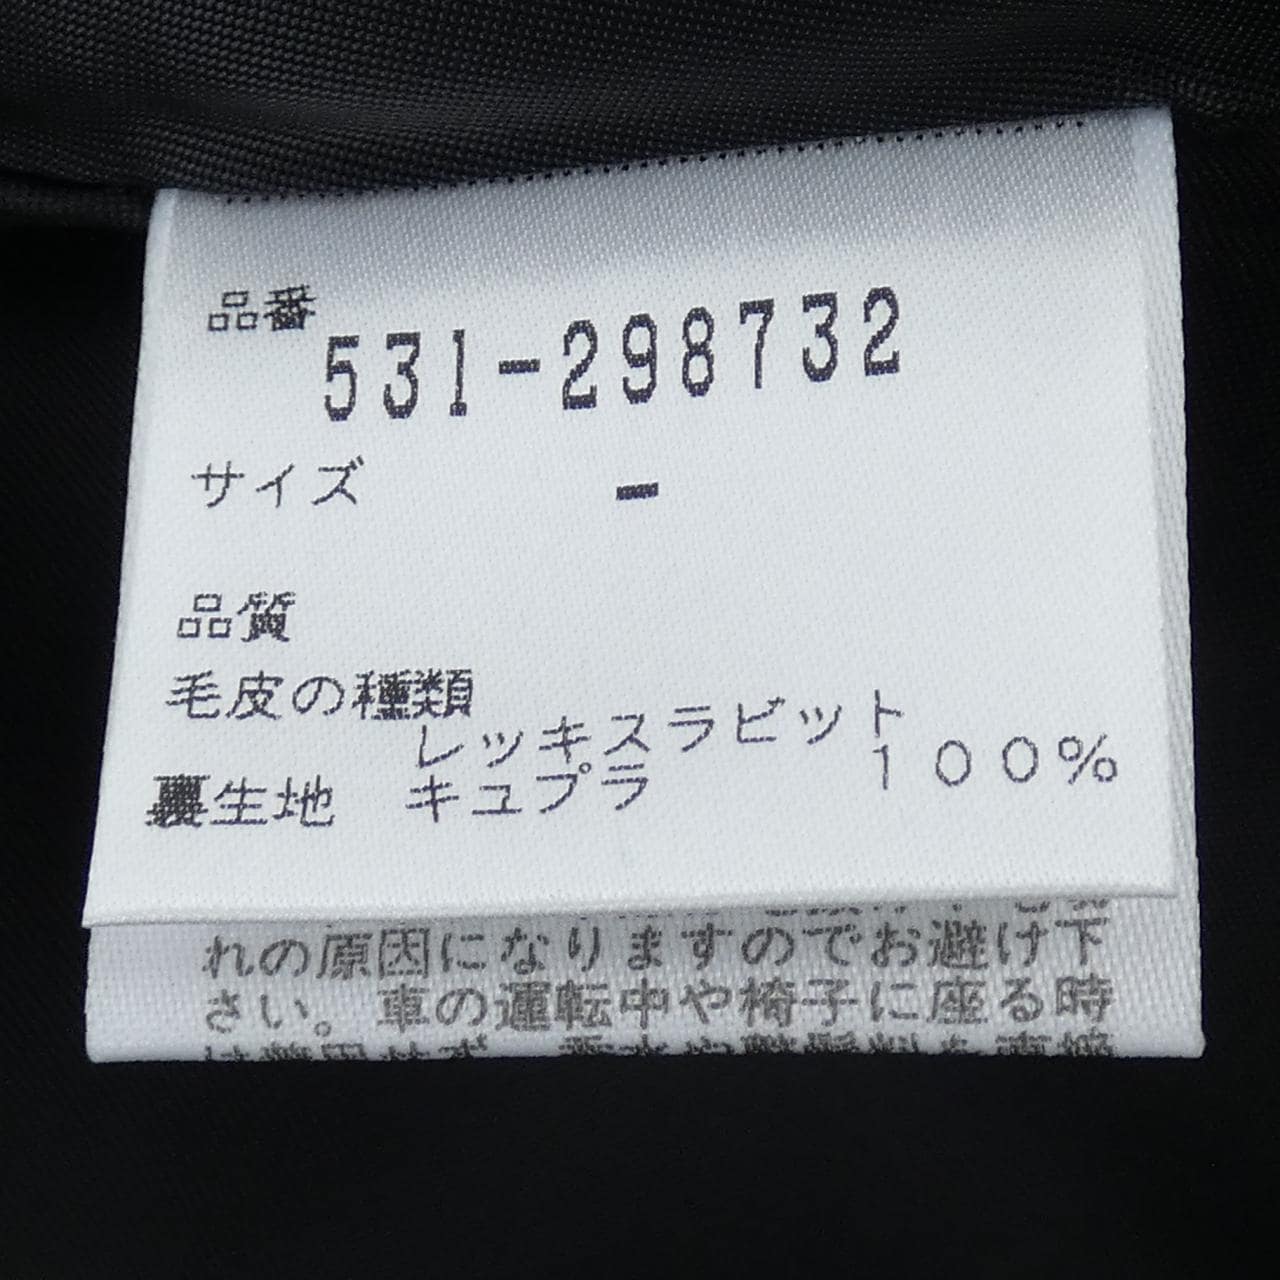 品番
531-298732
サイズ -
品質
毛皮の種類
レッキスラビット
裏生地 キュプラ 100%
れの原因になりますのでお避け下
さい。車の運転中や椅子に座る時